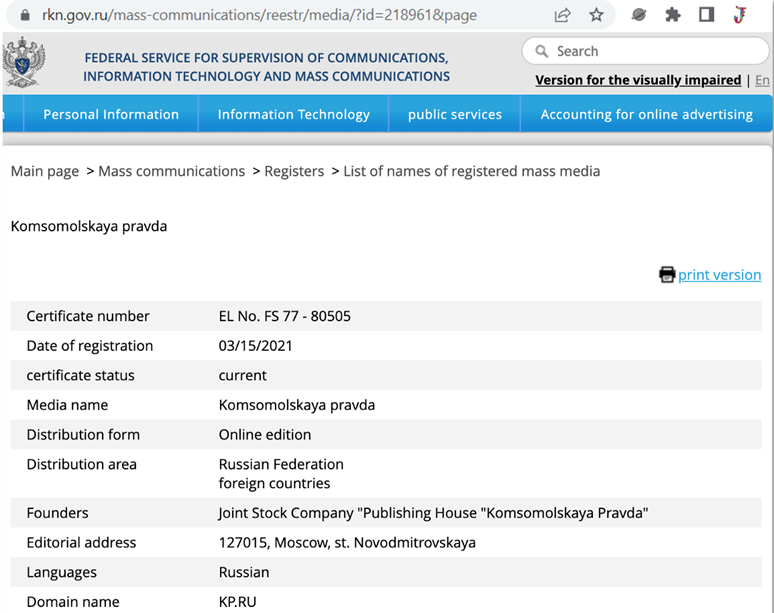 rkn.gov.ru/mass-communications/reestr/media/?id=218961&page
FEDERAL SERVICE FOR SUPERVISION OF COMMUNICATIONS,
INFORMATION TECHNOLOGY AND MASS COMMUNICATIONS
Search
Version for the visually impaired | En
Personal Information
Information Technology
public services
Accounting for online advertising
Main page > Mass communications > Registers > List of names of registered mass media
Komsomolskaya pravda
print version
Certificate number EL No. FS 77 - 80505
Date of registration 03/15/2021
certificate status current
Media name Komsomolskaya pravda
Distribution form Online edition
Distribution area Russian Federation
foreign countries
Founders Joint Stock Company "Publishing House "Komsomolskaya Pravda"
Editorial address 127015, Moscow, st. Novodmitrovskaya
Languages Russian
Domain name KP.RU